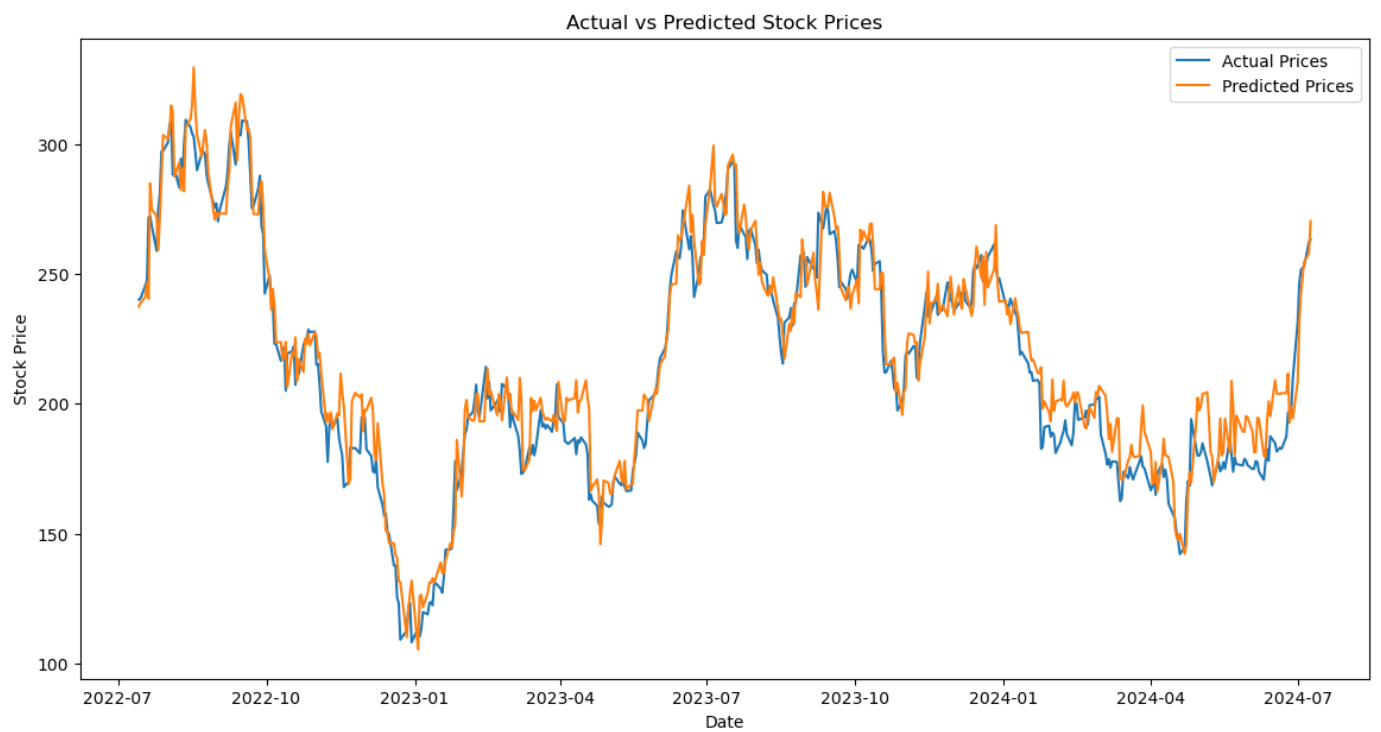 Actual vs Predicted Stock Prices
Actual Prices
Predicted Prices
Stock Price
300
250
200
150
100
2022-07 2022-10 2023-01 2023-04 2023-07 2023-10 2024-01 2024-04 2024-07
Date